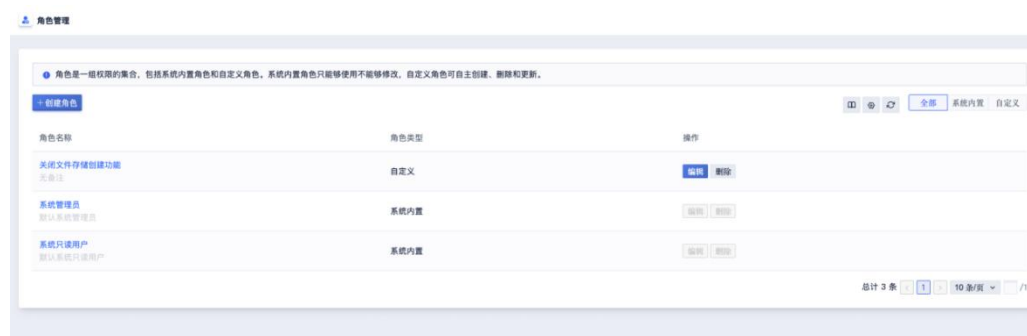 角色管理
角色是一组权限的集合，包括系统内置角色和自定义角色。系统内置角色只能够使用不能够修改，自定义角色可自主创建、删除和更新。
+ 创建角色
全部 系统内置 自定义
角色名称 角色类型 操作
关闭文件存储创建功能 自定义 编辑 删除
无备注
系统管理员 系统内置 编辑 删除
默认系统管理员
系统只读用户 系统内置 编辑 删除
默认系统只读用户
总计 3 条 1 10 条/页 /1